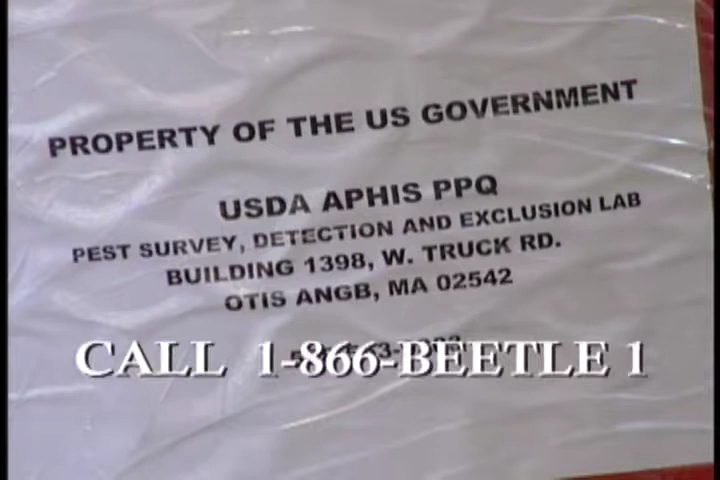 PROPERTY OF THE US GOVERNMENT
USDA APHIS PPQ
PEST SURVEY, DETECTION AND EXCLUSION LAB
BUILDING 1398, W. TRUCK RD.
OTIS ANGB, MA 02542
CALL 1-866-BEETLE 1